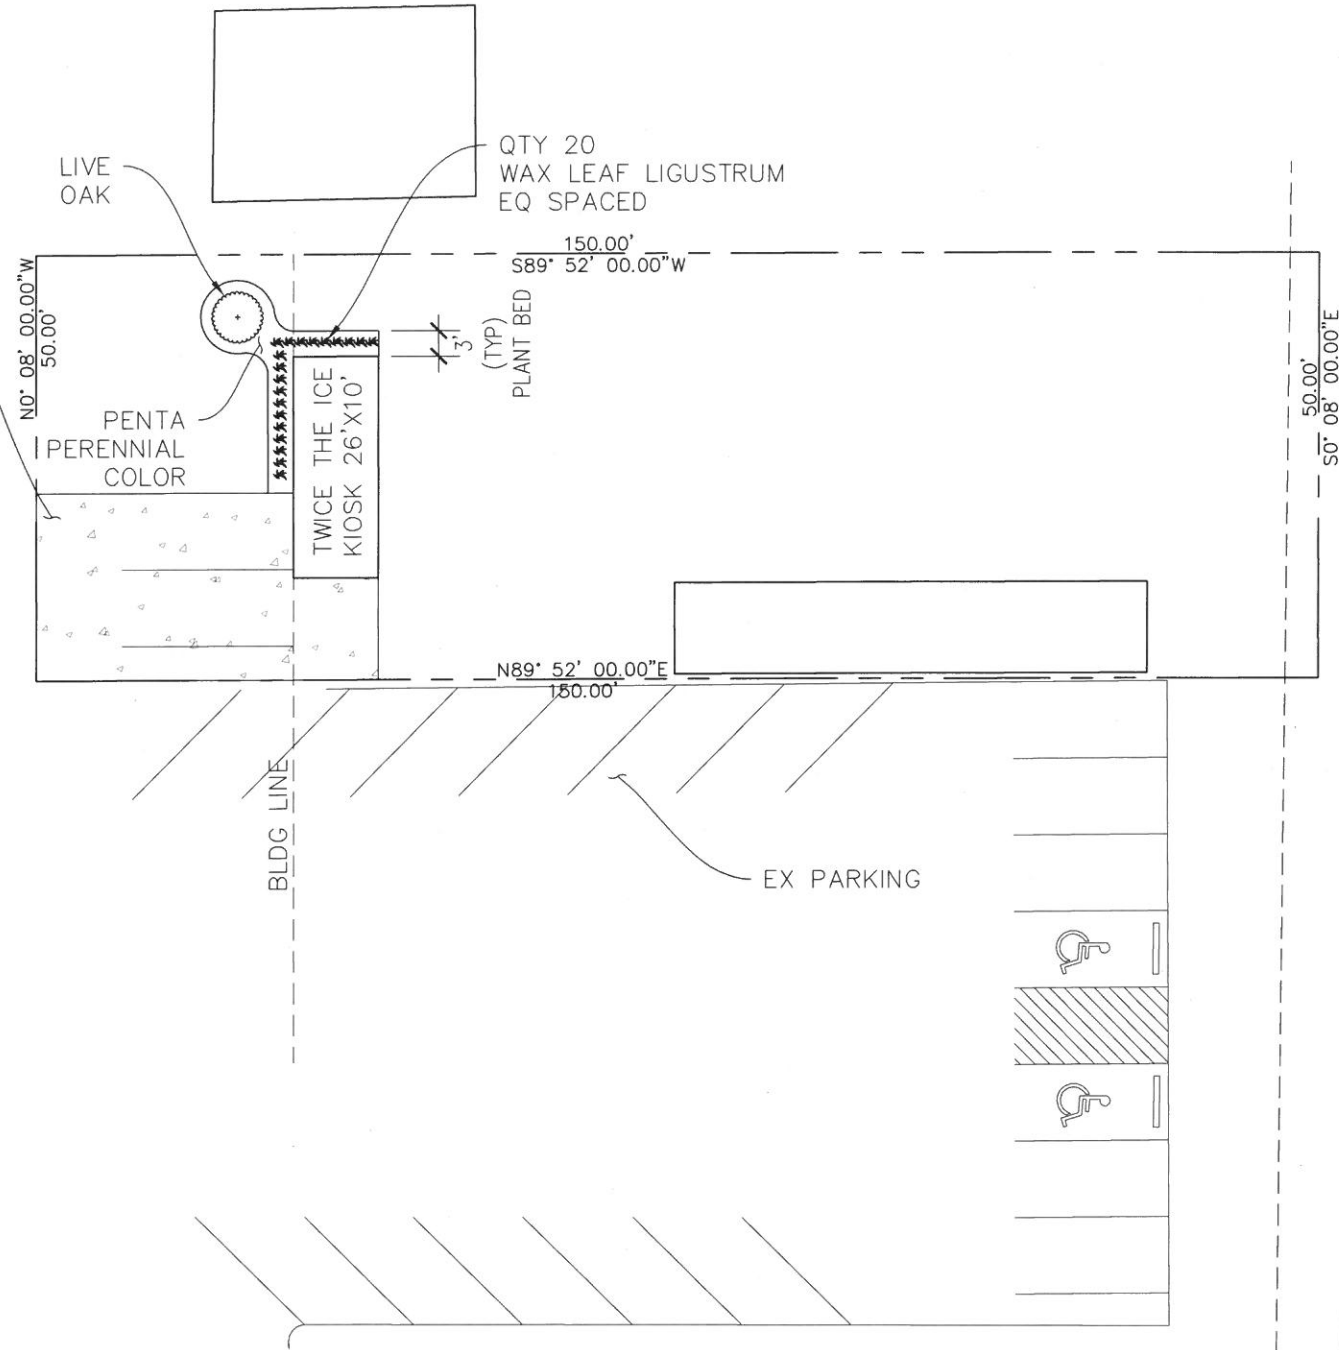 LIVE
OAK
QTY 20
WAX LEAF LIGUSTRUM
EQ SPACED
150.00'
S89° 52' 00.00"W
N0° 08' 00.00"W
50.00'
3'
(TYP)
PLANT BED
50.00'
S0° 08' 00.00"E
PENTA
PERENNIAL
COLOR
TWICE THE ICE
KIOSK 26'X10'
N89° 52' 00.00"E
150.00'
BLDG LINE
EX PARKING